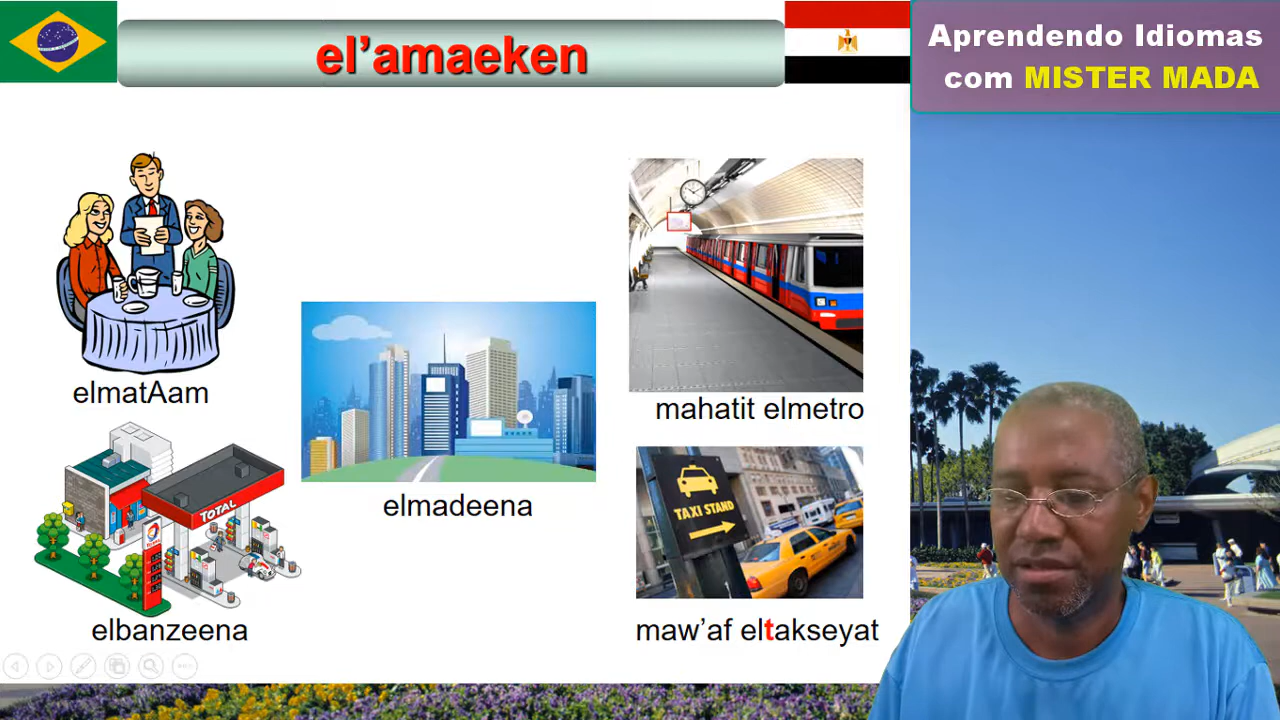 el’amaeken
Aprendendo Idiomas
com MISTER MADA
elmatAam
mahatit elmetro
elmadeena
TOTAL
TAXI STAND
elbanzeena
maw’af eltakseyat